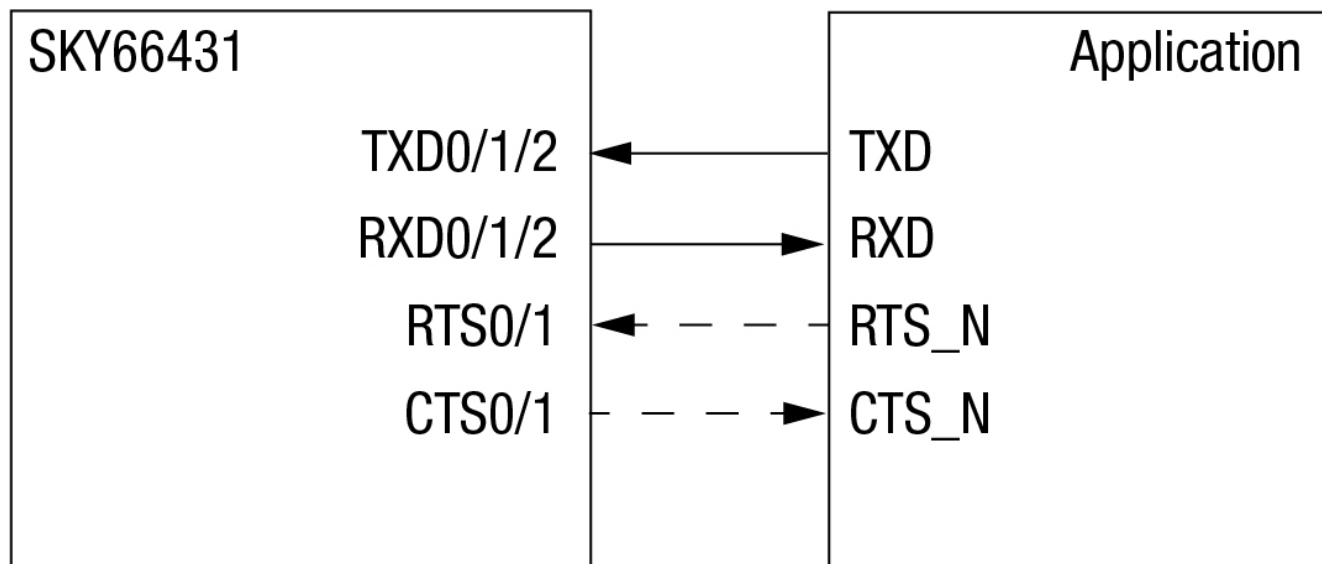 SKY66431
Application
TXD0/1/2
TXD
RXD0/1/2
RXD
RTS0/1
RTS_N
CTS0/1
CTS_N